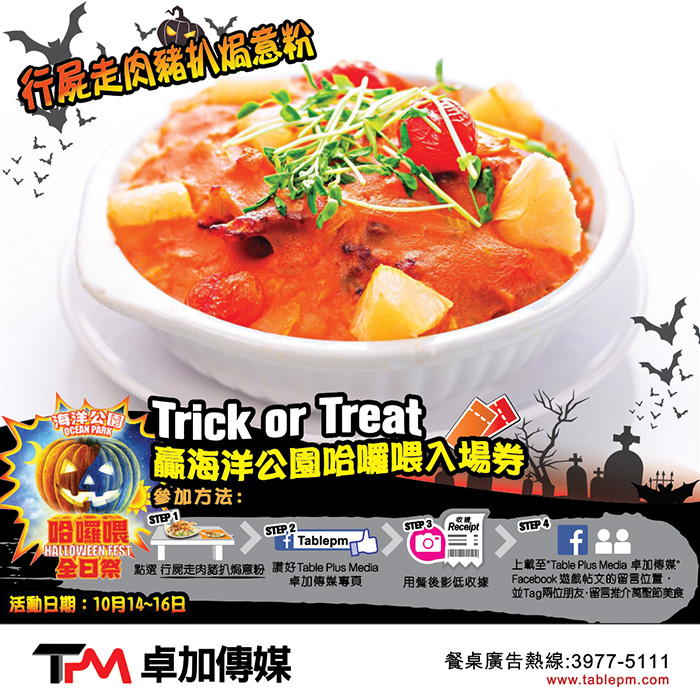 行屍走肉豬扒焗意粉
海洋公園
OCEAN PARK
哈囉喂
HALLOWEEN FEST
全日祭
Trick or Treat
贏海洋公園哈囉喂入場券
參加方法:
STEP 1
點選 行屍走肉豬扒焗意粉
STEP 2
f Tablepm
讚好Table Plus Media
卓加傳媒專頁
STEP 3
收據
Receipt
用餐後影低收據
STEP 4
f
上載至"Table Plus Media 卓加傳媒"
Facebook 遊戲帖文的留言位置，
並Tag兩位朋友，留言推介萬聖節美食
活動日期：10月14~16日
TPM 卓加傳媒
餐桌廣告熱線:3977-5111
www.tablepm.com